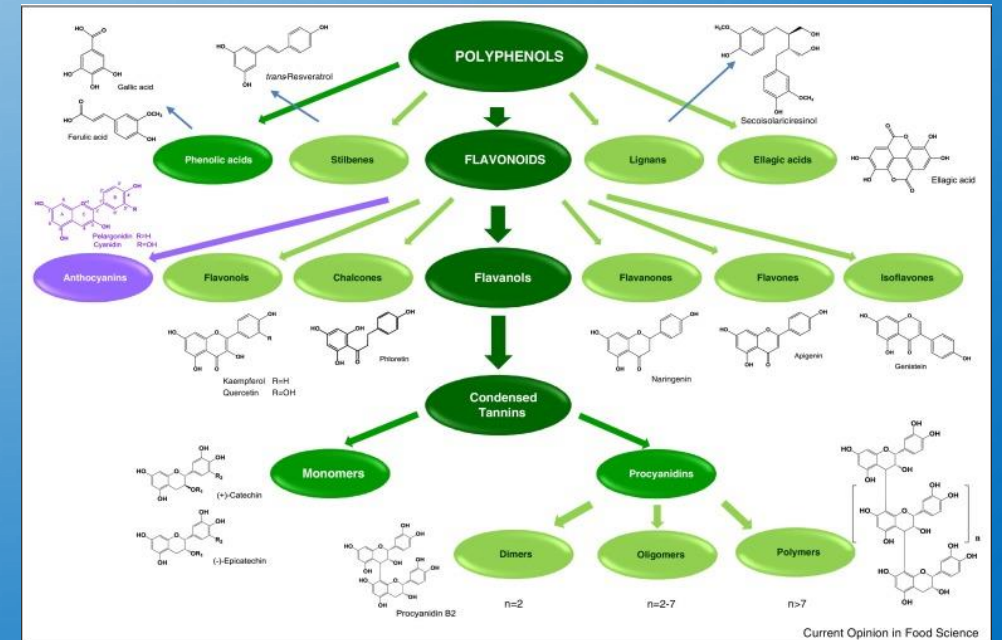 POLYPHENOLS
Gallic acid
trans-Resveratrol
Secoisolariciresinol
Ferulic acid
Phenolic acids
Stilbenes
FLAVONOIDS
Lignans
Ellagic acids
Ellagic acid
Pelargonidin R=H
Cyanidin R=OH
Anthocyanins
Flavonols
Chalcones
Flavanols
Flavanones
Flavones
Isoflavones
Kaempferol R=H
Quercetin R=OH
Phloretin
Naringenin
Apigenin
Genistein
Condensed
Tannins
Monomers
Procyanidins
(+)-Catechin
(-)-Epicatechin
Dimers
Oligomers
Polymers
Procyanidin B2
n=2
n=2-7
n>7
Current Opinion in Food Science